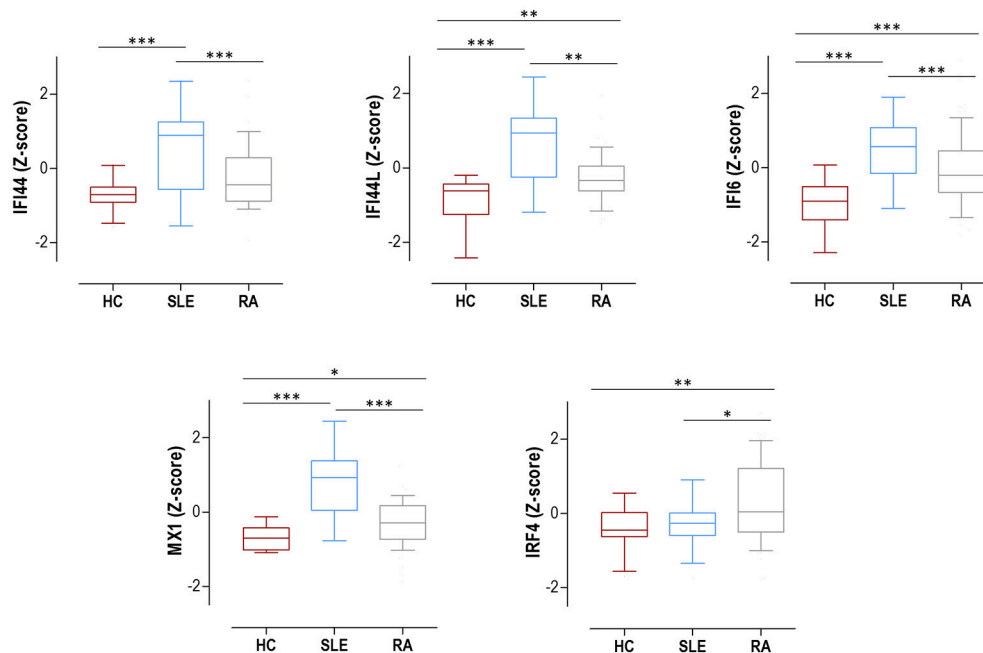 **
***
***
***
***
**
***
***
IFI44 (Z-score)
2
0
-2
HC SLE RA
IFI44L (Z-score)
2
0
-2
HC SLE RA
IFI6 (Z-score)
2
0
-2
HC SLE RA
*
***
***
MX1 (Z-score)
2
0
-2
HC SLE RA
**
*
IRF4 (Z-score)
2
0
-2
HC SLE RA